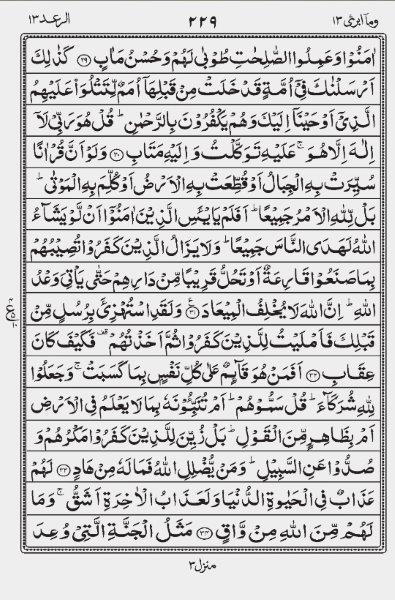 ومآ ابرئ ١٣ ٢٢٩ الرعد ١٣
اٰمَنُوْا وَعَمِلُوا الصّٰلِحٰتِ طُوْبٰى لَهُمْ وَحُسْنُ مَاٰبٍ ﴿٢٩﴾ كَذٰلِكَ
اَرْسَلْنٰكَ فِيْٓ اُمَّةٍ قَدْ خَلَتْ مِنْ قَبْلِهَآ اُمَمٌ لِّتَتْلُوَا۟ عَلَيْهِمُ
الَّذِيْٓ اَوْحَيْنَآ اِلَيْكَ وَهُمْ يَكْفُرُوْنَ بِالرَّحْمٰنِ ؕ قُلْ هُوَ رَبِّيْ لَآ
اِلٰهَ اِلَّا هُوَ ۚ عَلَيْهِ تَوَكَّلْتُ وَاِلَيْهِ مَتَابِ ﴿٣٠﴾ وَلَوْ اَنَّ قُرْاٰنًا
سُيِّرَتْ بِهِ الْجِبَالُ اَوْ قُطِّعَتْ بِهِ الْاَرْضُ اَوْ كُلِّمَ بِهِ الْمَوْتٰى ؕ
بَلْ لِّلّٰهِ الْاَمْرُ جَمِيْعًا ؕ اَفَلَمْ يَايْـَٔسِ الَّذِيْنَ اٰمَنُوْٓا اَنْ لَّوْ يَشَآءُ
اللّٰهُ لَهَدَى النَّاسَ جَمِيْعًا ؕ وَلَا يَزَالُ الَّذِيْنَ كَفَرُوْا تُصِيْبُهُمْ
بِمَا صَنَعُوْا قَارِعَةٌ اَوْ تَحُلُّ قَرِيْبًا مِّنْ دَارِهِمْ حَتّٰى يَاْتِيَ وَعْدُ
اللّٰهِ ؕ اِنَّ اللّٰهَ لَا يُخْلِفُ الْمِيْعَادَ ﴿٣١﴾ وَلَقَدِ اسْتُهْزِئَ بِرُسُلٍ مِّنْ
قَبْلِكَ فَاَمْلَيْتُ لِلَّذِيْنَ كَفَرُوْا ثُمَّ اَخَذْتُهُمْ ۟ فَكَيْفَ كَانَ
عِقَابِ ﴿٣٢﴾ اَفَمَنْ هُوَ قَآئِمٌ عَلٰى كُلِّ نَفْسٍۭ بِمَا كَسَبَتْ ۚ وَجَعَلُوْا
لِلّٰهِ شُرَكَآءَ ؕ قُلْ سَمُّوْهُمْ ؕ اَمْ تُنَبِّـُٔوْنَهٗ بِمَا لَا يَعْلَمُ فِي الْاَرْضِ
اَمْ بِظَاهِرٍ مِّنَ الْقَوْلِ ؕ بَلْ زُيِّنَ لِلَّذِيْنَ كَفَرُوْا مَكْرُهُمْ وَ
صُدُّوْا عَنِ السَّبِيْلِ ؕ وَمَنْ يُّضْلِلِ اللّٰهُ فَمَا لَهٗ مِنْ هَادٍ ﴿٣٣﴾ لَهُمْ
عَذَابٌ فِي الْحَيٰوةِ الدُّنْيَا وَلَعَذَابُ الْاٰخِرَةِ اَشَقُّ ۚ وَمَا
لَهُمْ مِّنَ اللّٰهِ مِنْ وَّاقٍ ﴿٣٤﴾ مَثَلُ الْجَنَّةِ الَّتِيْ وُعِدَ
منزل ٣